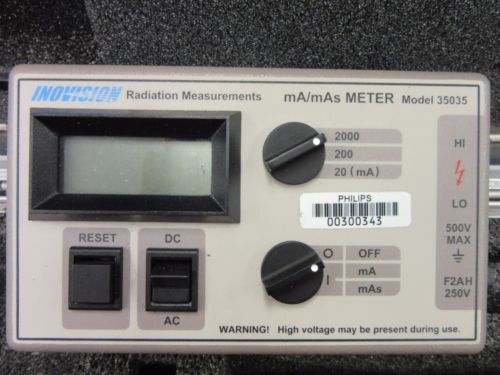 INOVISION Radiation Measurements mA/mAs METER Model 35035
2000
200
20 (mA)
HI
LO
500V
MAX
F2AH
250V
PHILIPS
00300343
RESET
DC
AC
O OFF
I mA
mAs
WARNING! High voltage may be present during use.